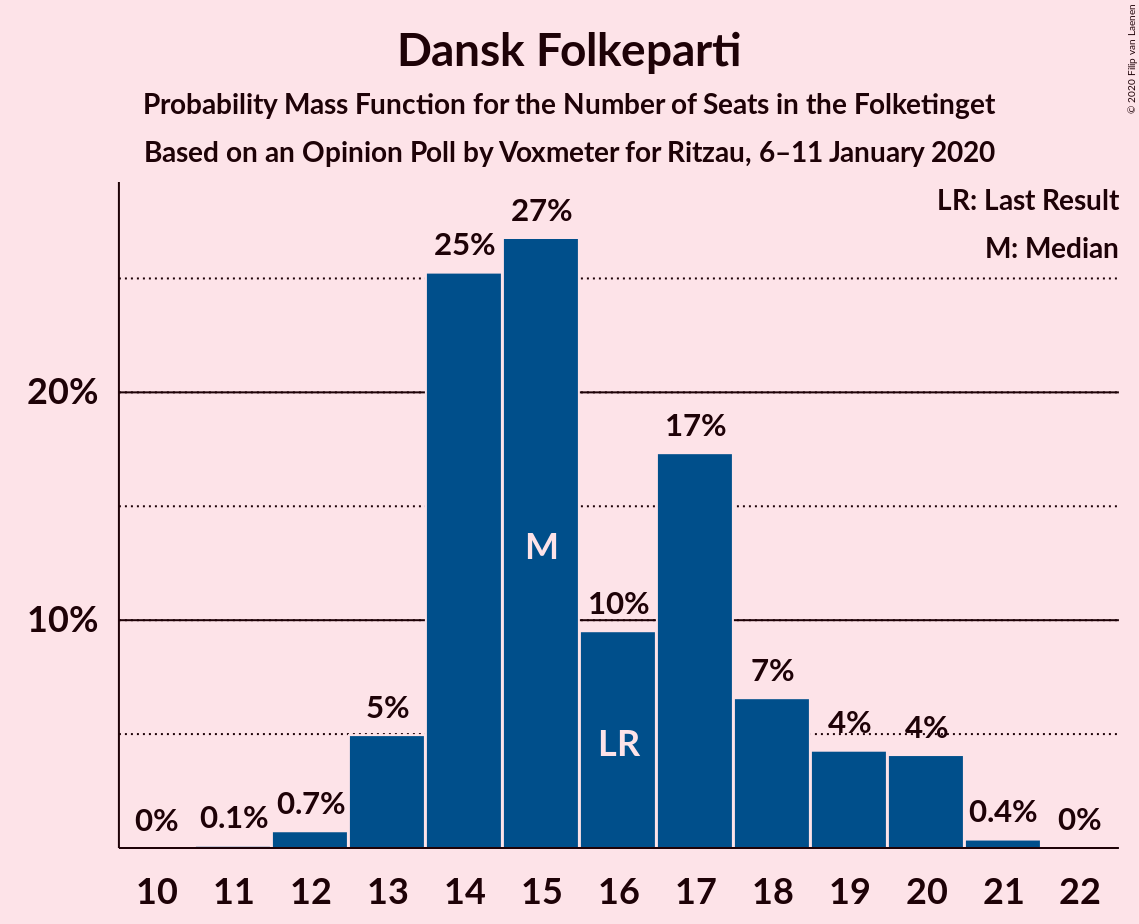 Dansk Folkeparti
Probability Mass Function for the Number of Seats in the Folketinget
Based on an Opinion Poll by Voxmeter for Ritzau, 6–11 January 2020
© 2020 Filip van Laenen
LR: Last Result
M: Median
20%
10%
0%
0.1%
0.7%
5%
25%
27%
10%
17%
7%
4%
4%
0.4%
0%
M
LR
10 11 12 13 14 15 16 17 18 19 20 21 22